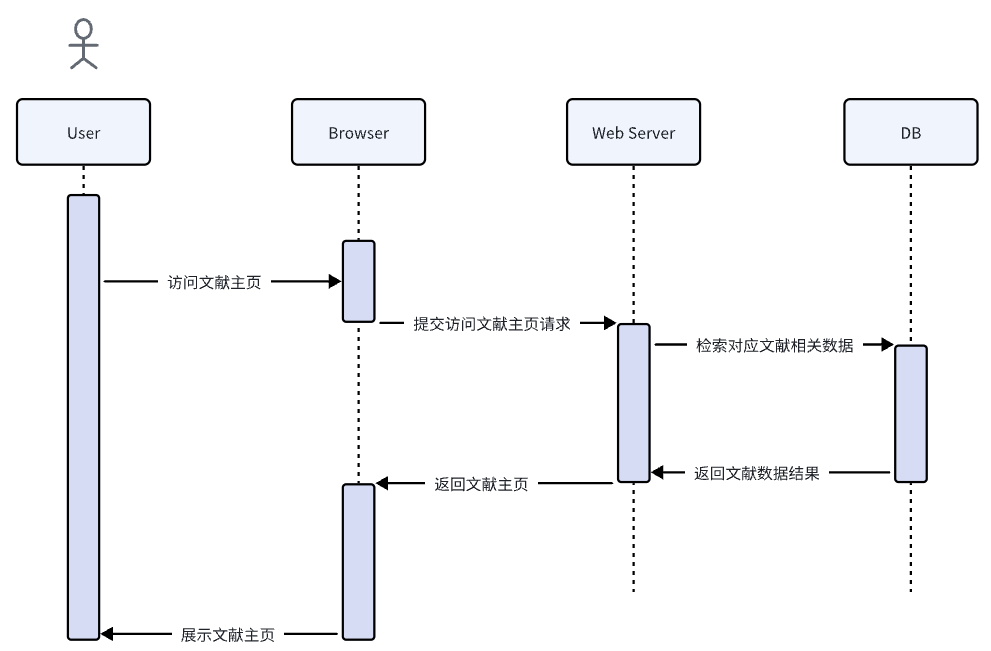 User
Browser
Web Server
DB
访问文献主页
提交访问文献主页请求
检索对应文献相关数据
返回文献数据结果
返回文献主页
展示文献主页